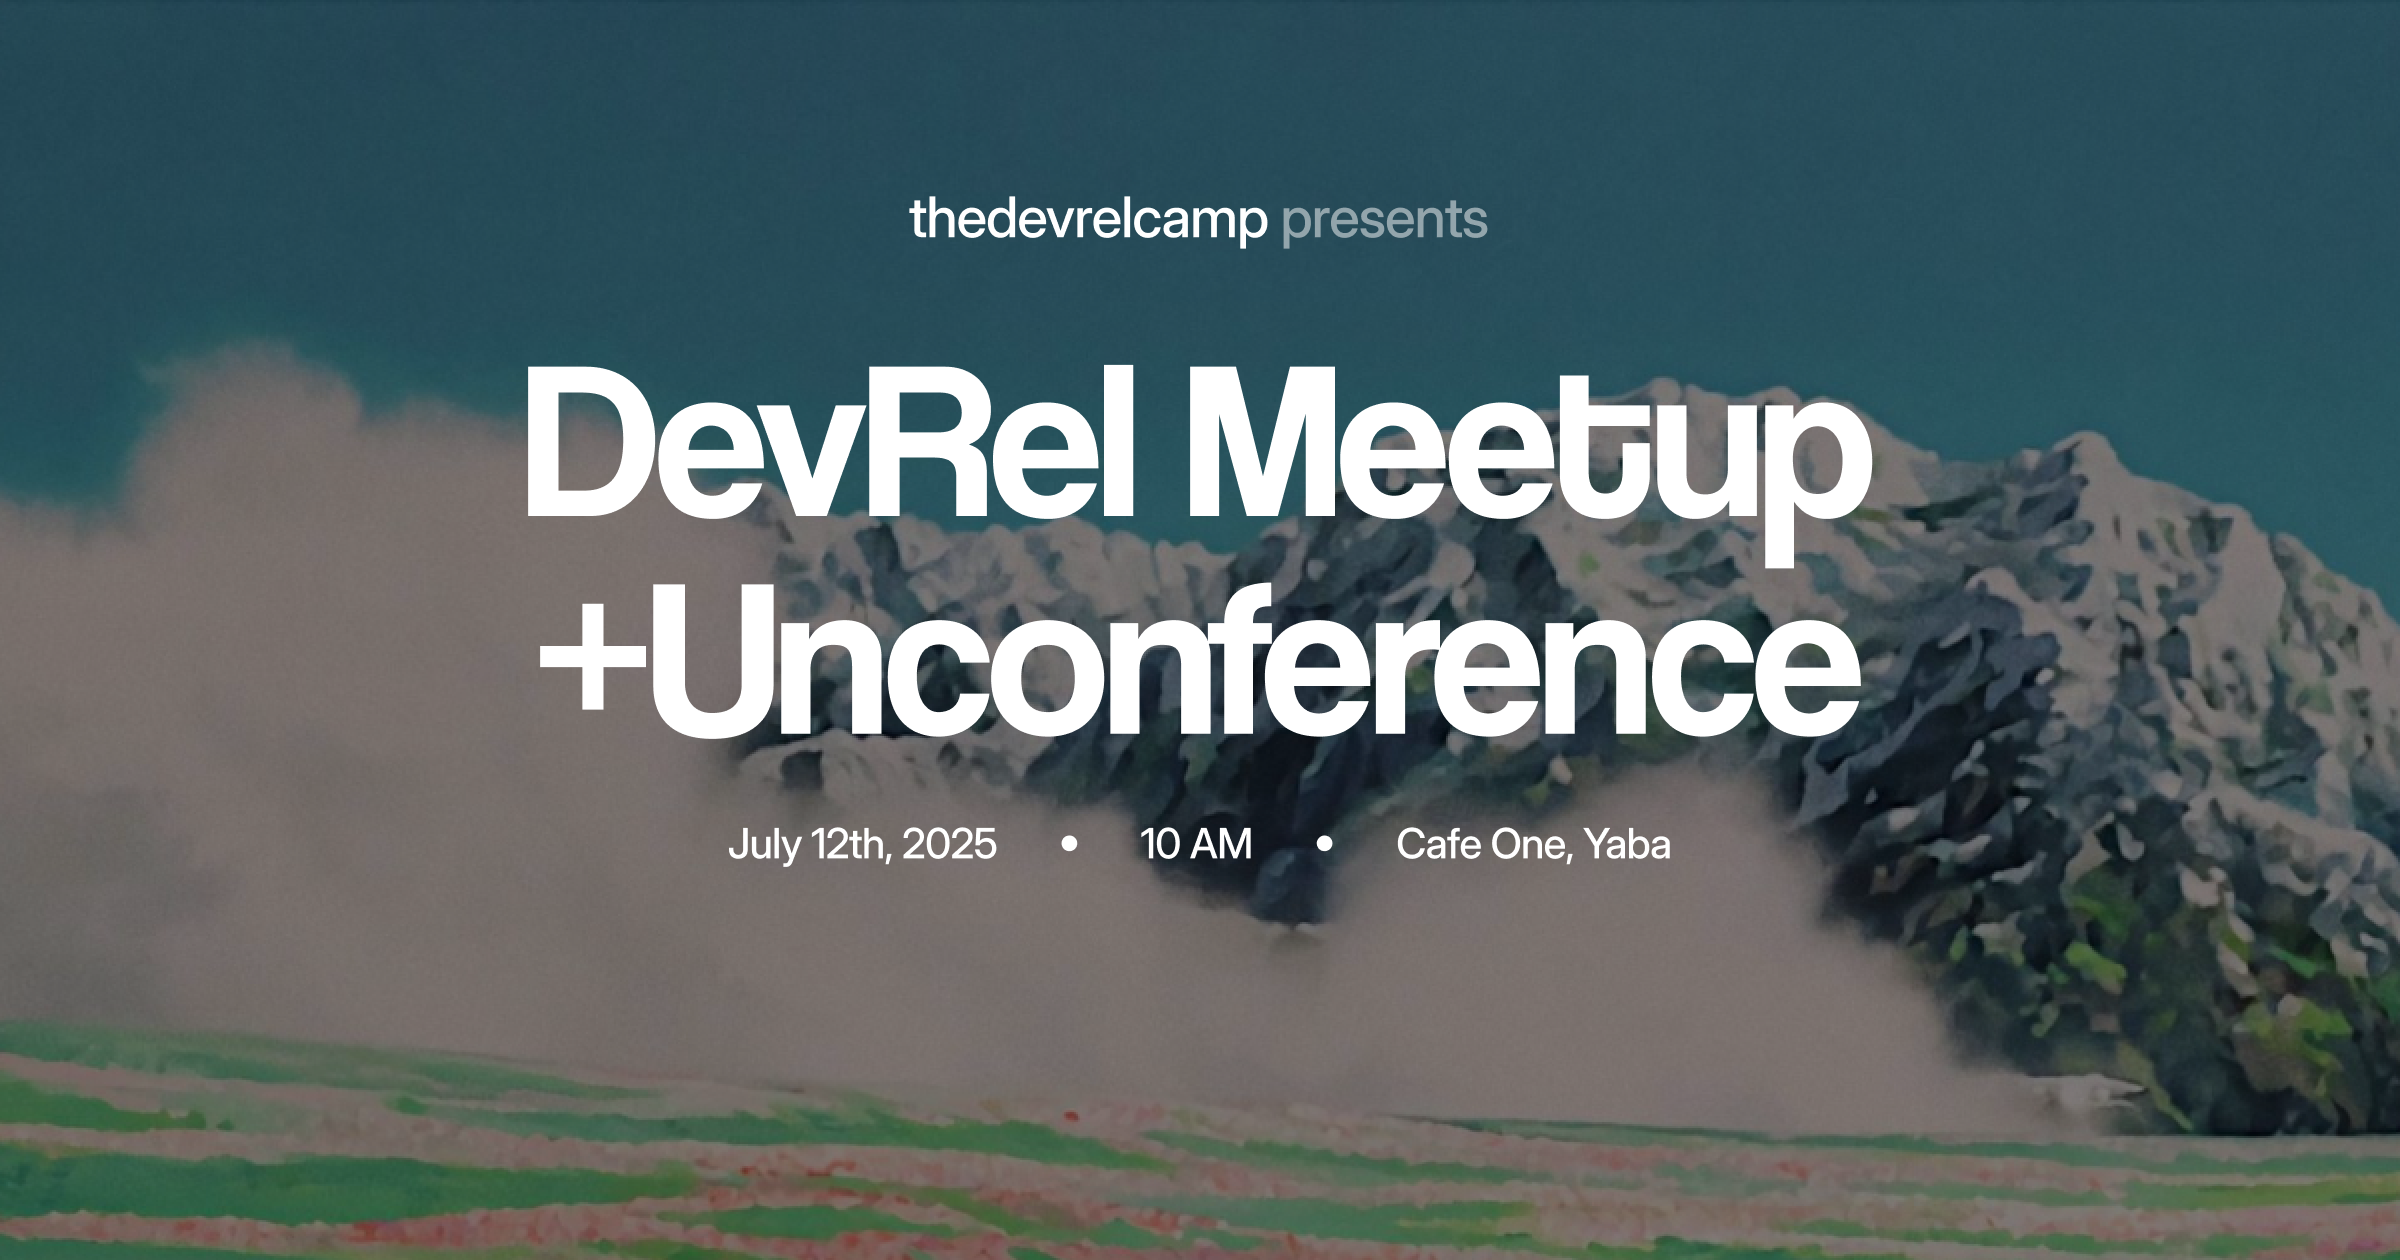 thedevrelcamp presents
DevRel Meetup
+Unconference
July 12th, 2025 • 10 AM • Cafe One, Yaba